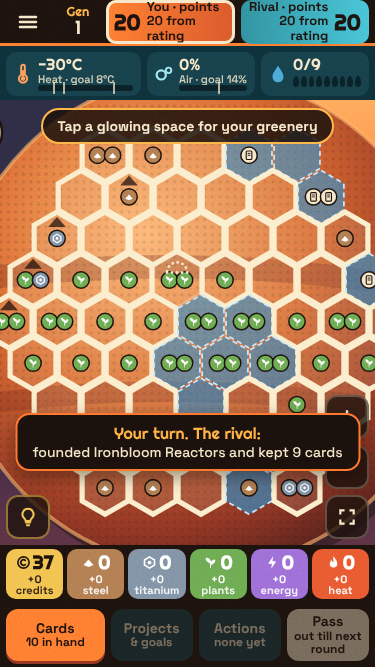 Gen
1
20
You · points
20 from
rating
Rival · points
20 from
rating
20
-30°C
Heat · goal 8°C
0%
Air · goal 14%
0/9
Tap a glowing space for your greenery
Your turn. The rival:
founded Ironbloom Reactors and kept 9 cards
© 37
+0
credits
0
+0
steel
0
+0
titanium
0
+0
plants
0
+0
energy
0
+0
heat
Cards
10 in hand
Projects
& goals
Actions
none yet
Pass
out till next
round